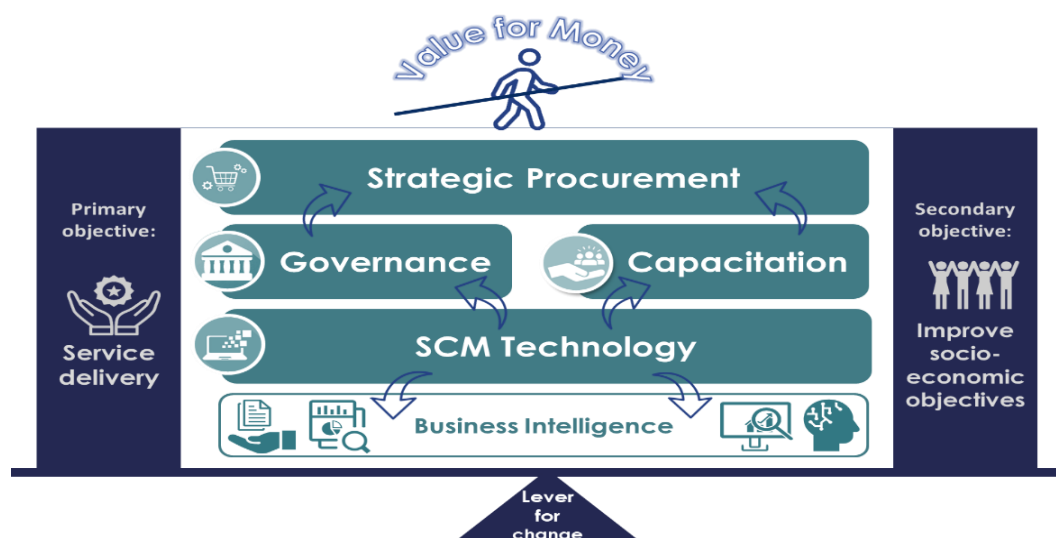 Value for Money
Strategic Procurement
Primary
objective:
Service
delivery
Governance
Capacitation
SCM Technology
Business Intelligence
Secondary
objective:
Improve
socio-
economic
objectives
Lever
for
change